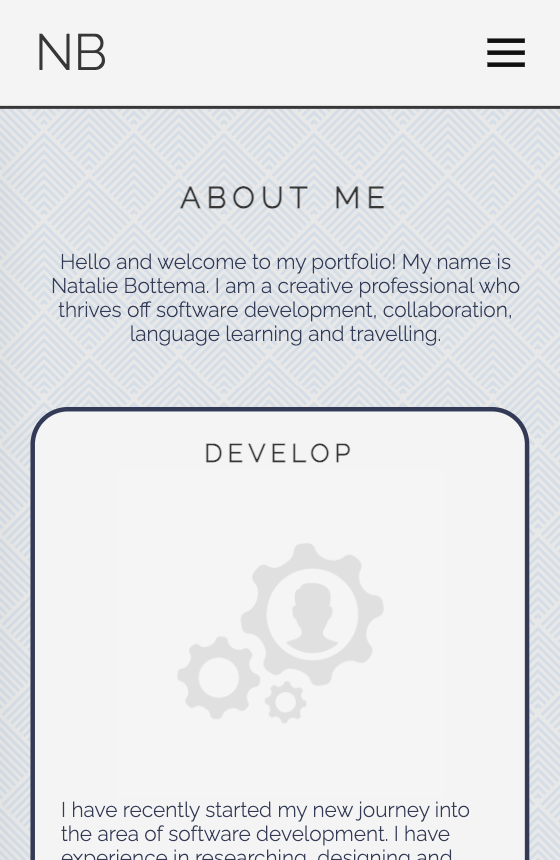 NB
ABOUT ME
Hello and welcome to my portfolio! My name is
Natalie Bottema. I am a creative professional who
thrives off software development, collaboration,
language learning and travelling.
DEVELOP
I have recently started my new journey into
the area of software development. I have
experience in researching, designing and